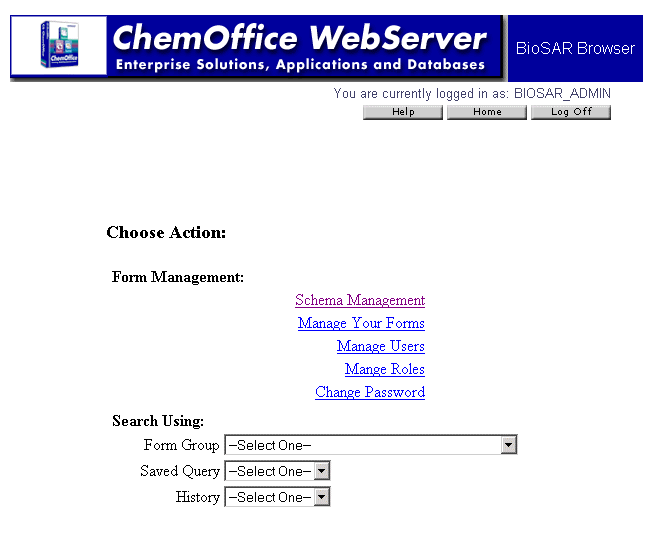 ChemOffice
ChemOffice WebServer
Enterprise Solutions, Applications and Databases
BioSAR Browser
You are currently logged in as: BIOSAR_ADMIN
Help Home Log Off
Choose Action:
Form Management:
Schema Management
Manage Your Forms
Manage Users
Mange Roles
Change Password
Search Using:
Form Group --Select One--
Saved Query --Select One--
History --Select One--